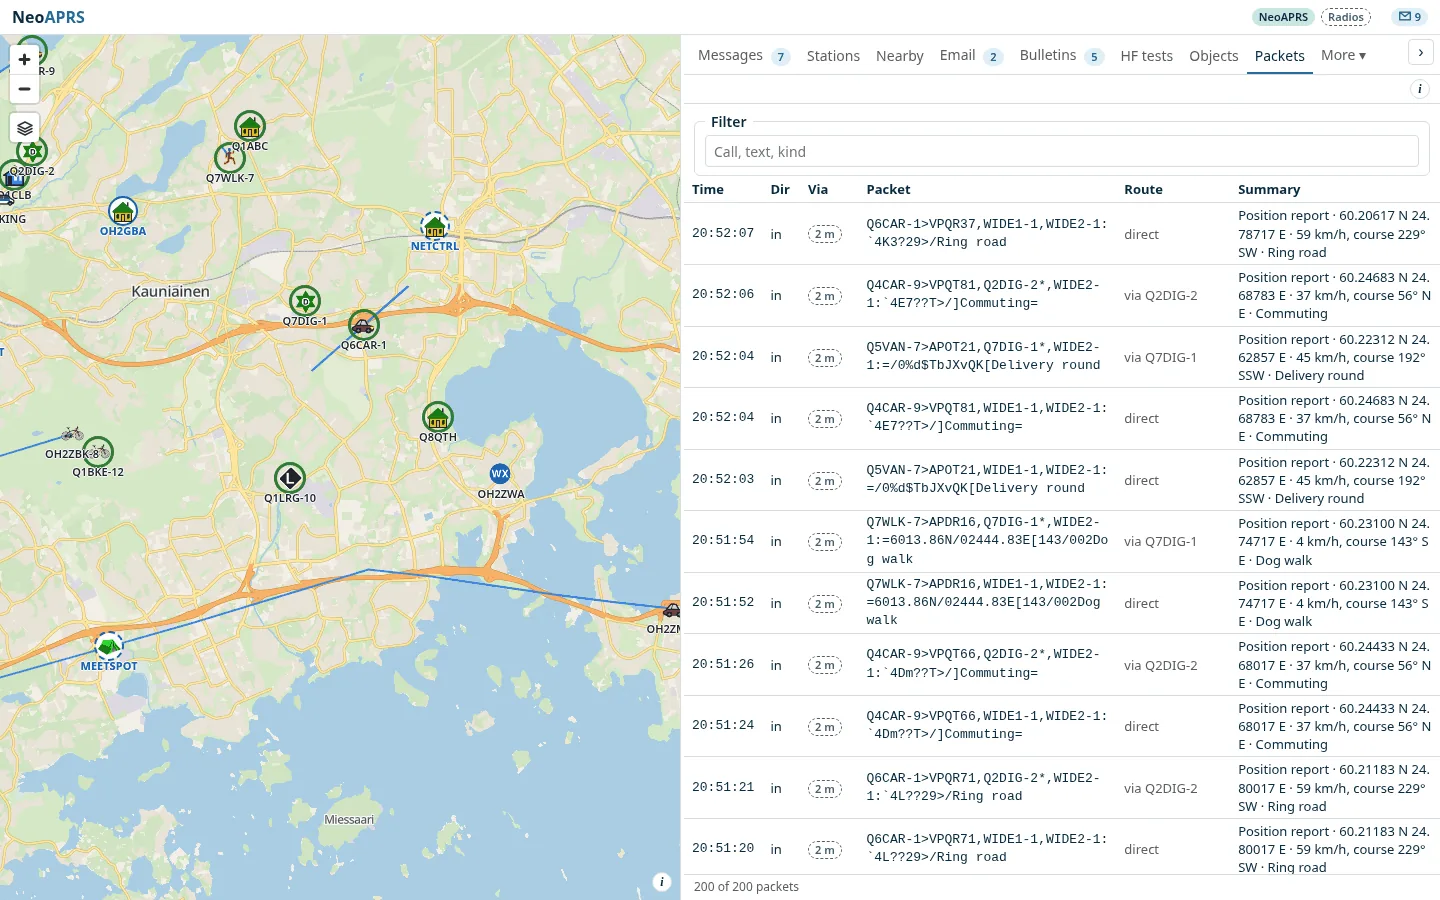 NeoAPRS
NeoAPRS
Radios
9
Messages 7
Stations
Nearby
Email 2
Bulletins 5
HF tests
Objects
Packets
More ▾
›
i
+
−
Q1ABC
Q7WLK-7
Q2DIG-2
OH2GBA
NETCTRL
Kauniainen
Q7DIG-1
Q6CAR-1
Q8QTH
OH2ZBK-8
Q1BKE-12
Q1LRG-10
WX
OH2ZWA
MEETSPOT
Miessaari
i
Filter
Call, text, kind
Time Dir Via Packet Route Summary
20:52:07 in 2 m Q6CAR-1>VPQR37,WIDE1-1,WIDE2-1: direct Position report · 60.20617 N 24.
`4K3?29>/Ring road 78717 E · 59 km/h, course 229°
SW · Ring road
20:52:06 in 2 m Q4CAR-9>VPQT81,Q2DIG-2*,WIDE2- via Q2DIG-2 Position report · 60.24683 N 24.
1:`4E7??T>/]Commuting= 68783 E · 37 km/h, course 56° N
E · Commuting
20:52:04 in 2 m Q5VAN-7>APOT21,Q7DIG-1*,WIDE2- via Q7DIG-1 Position report · 60.22312 N 24.
1:=/0%d$TbJXvQK[Delivery round 62857 E · 45 km/h, course 192°
SSW · Delivery round
20:52:04 in 2 m Q4CAR-9>VPQT81,WIDE1-1,WIDE2-1: direct Position report · 60.24683 N 24.
`4E7??T>/]Commuting= 68783 E · 37 km/h, course 56° N
E · Commuting
20:52:03 in 2 m Q5VAN-7>APOT21,WIDE1-1,WIDE2-1: direct Position report · 60.22312 N 24.
=/0%d$TbJXvQK[Delivery round 62857 E · 45 km/h, course 192°
SSW · Delivery round
20:51:54 in 2 m Q7WLK-7>APDR16,Q7DIG-1*,WIDE2- via Q7DIG-1 Position report · 60.23100 N 24.
1:=6013.86N/02444.83E[143/002Do 74717 E · 4 km/h, course 143° S
g walk E · Dog walk
20:51:52 in 2 m Q7WLK-7>APDR16,WIDE1-1,WIDE2-1: direct Position report · 60.23100 N 24.
=6013.86N/02444.83E[143/002Dog 74717 E · 4 km/h, course 143° S
walk E · Dog walk
20:51:26 in 2 m Q4CAR-9>VPQT66,Q2DIG-2*,WIDE2- via Q2DIG-2 Position report · 60.24433 N 24.
1:`4Dm??T>/]Commuting= 68017 E · 37 km/h, course 56° N
E · Commuting
20:51:24 in 2 m Q4CAR-9>VPQT66,WIDE1-1,WIDE2-1: direct Position report · 60.24433 N 24.
`4Dm??T>/]Commuting= 68017 E · 37 km/h, course 56° N
E · Commuting
20:51:21 in 2 m Q6CAR-1>VPQR71,Q2DIG-2*,WIDE2- via Q2DIG-2 Position report · 60.21183 N 24.
1:`4L??29>/Ring road 80017 E · 59 km/h, course 229°
SW · Ring road
20:51:20 in 2 m Q6CAR-1>VPQR71,WIDE1-1,WIDE2-1: direct Position report · 60.21183 N 24.
`4L??29>/Ring road 80017 E · 59 km/h, course 229°
SW · Ring road
200 of 200 packets